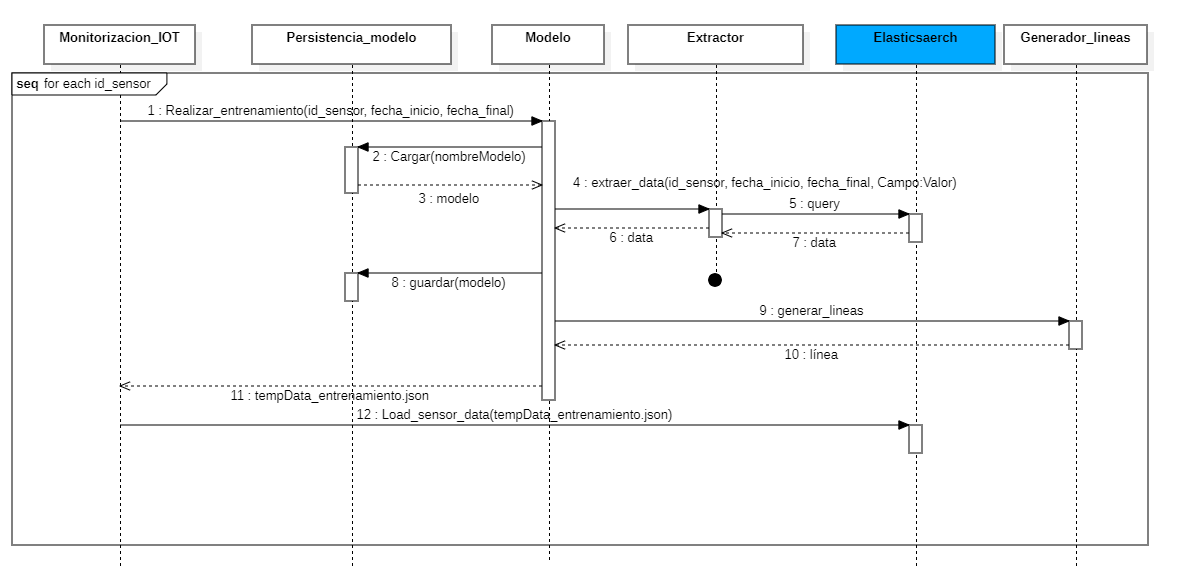 Monitorizacion_IOT
Persistencia_modelo
Modelo
Extractor
Elasticsaerch
Generador_lineas
seq for each id_sensor
1 : Realizar_entrenamiento(id_sensor, fecha_inicio, fecha_final)
2 : Cargar(nombreModelo)
3 : modelo
4 : extraer_data(id_sensor, fecha_inicio, fecha_final, Campo:Valor)
5 : query
6 : data
7 : data
8 : guardar(modelo)
9 : generar_lineas
10 : línea
11 : tempData_entrenamiento.json
12 : Load_sensor_data(tempData_entrenamiento.json)